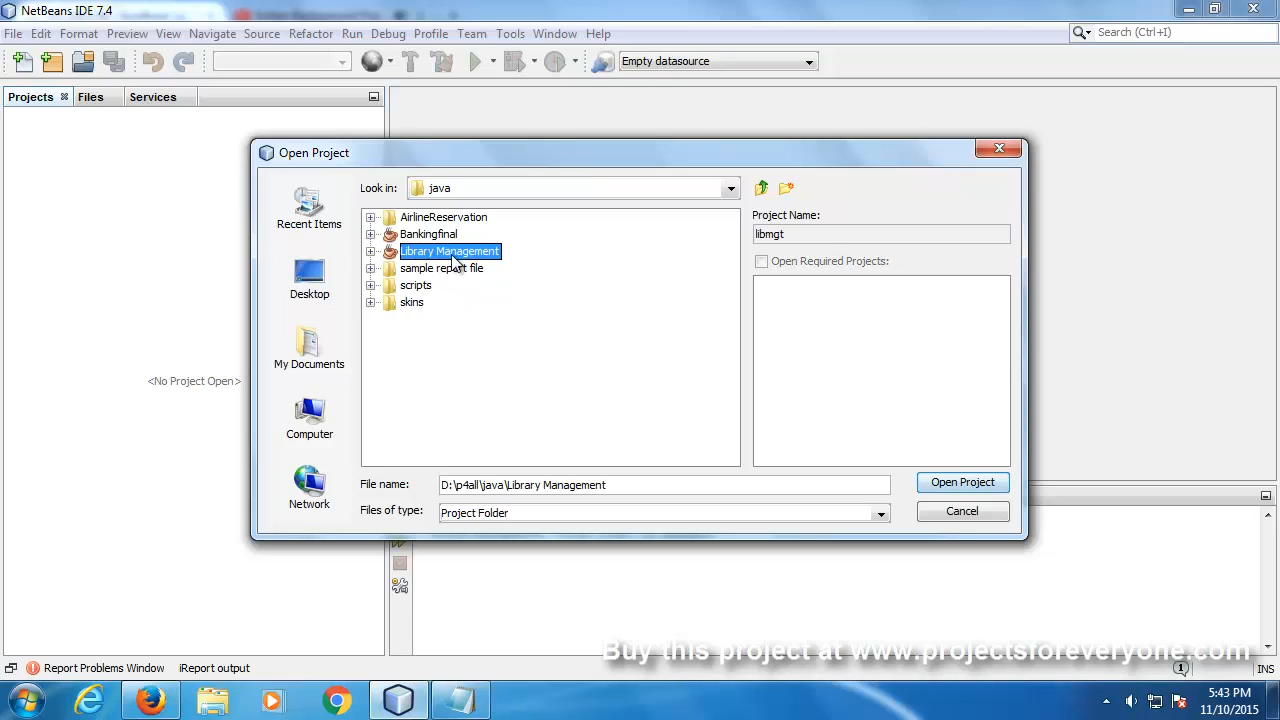 NetBeans IDE 7.4
File Edit Format Preview View Navigate Source Refactor Run Debug Profile Team Tools Window Help
Search (Ctrl+I)
Empty datasource
Projects Files Services
<No Project Open>
Open Project
Look in: java
Recent Items
Desktop
My Documents
Computer
Network
AirlineReservation
Bankingfinal
Library Management
sample report file
scripts
skins
Project Name:
libmgt
Open Required Projects:
File name: D:\p4all\java\Library Management
Open Project
Files of type: Project Folder
Cancel
Buy this project at www.projectsforeveryone.com
Report Problems Window iReport output
1
INS
5:43 PM
11/10/2015